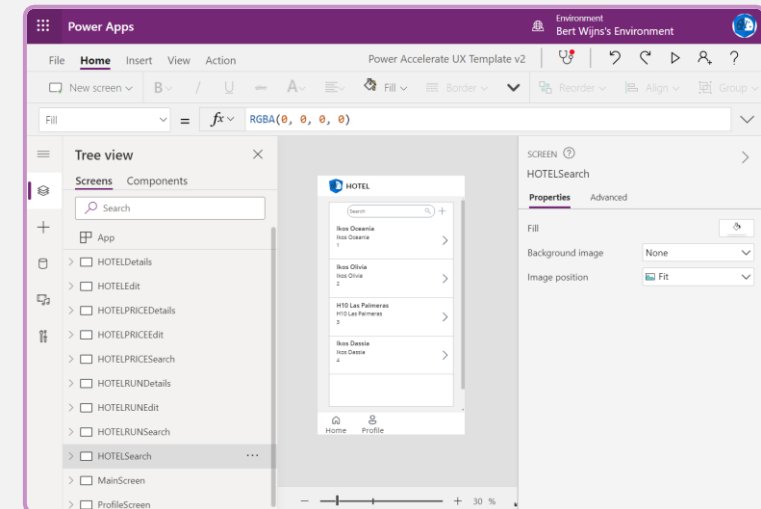 Power Apps
Environment
Bert Wijns's Environment
File Home Insert View Action
Power Accelerate UX Template v2
?
New screen
B
/
U
abc
A
Fill
Border
Reorder
Align
Group
Fill
=
fx
RGBA(0, 0, 0, 0)
Tree view
Screens Components
Search
App
HOTELDetails
HOTELEdit
HOTELPRICEDetails
HOTELPRICEEdit
HOTELPRICESearch
HOTELRUNDetails
HOTELRUNEdit
HOTELRUNSearch
HOTELSearch
...
MainScreen
ProfileScreen
HOTEL
Search
Ikos Oceania
Ikos Oceania
1
Ikos Olivia
Ikos Olivia
2
H10 Las Palmeras
H10 Las Palmeras
3
Ikos Dassia
Ikos Dassia
4
Home Profile
30 %
SCREEN
HOTELSearch
Properties Advanced
Fill
Background image None
Image position Fit